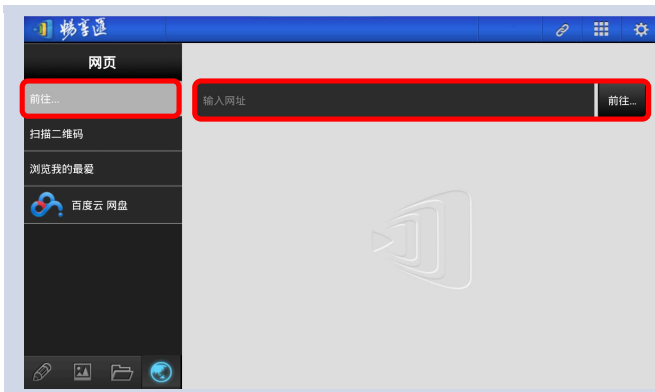 畅享匯
网页
前往...
输入网址
前往...
扫描二维码
浏览我的最爱
百度云 网盘